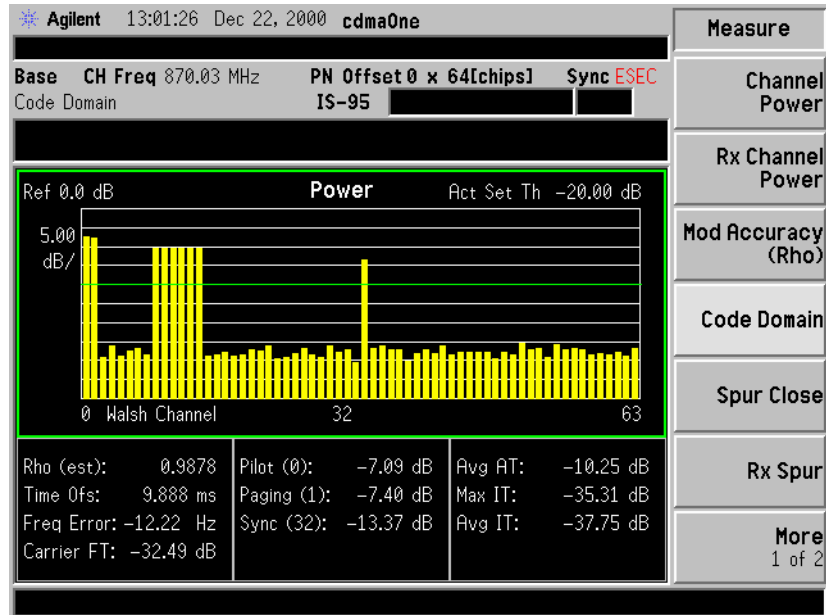 Agilent 13:01:26 Dec 22, 2000 cdmaOne
Base CH Freq 870.03 MHz PN Offset 0 x 64[chips] Sync ESEC
Code Domain IS-95
Ref 0.0 dB Power Act Set Th -20.00 dB
5.00
dB/
0 Walsh Channel 32 63
Rho (est): 0.9878
Time Ofs: 9.888 ms
Freq Error: -12.22 Hz
Carrier FT: -32.49 dB
Pilot (0): -7.09 dB
Paging (1): -7.40 dB
Sync (32): -13.37 dB
Avg AT: -10.25 dB
Max IT: -35.31 dB
Avg IT: -37.75 dB
Measure
Channel
Power
Rx Channel
Power
Mod Accuracy
(Rho)
Code Domain
Spur Close
Rx Spur
More
1 of 2